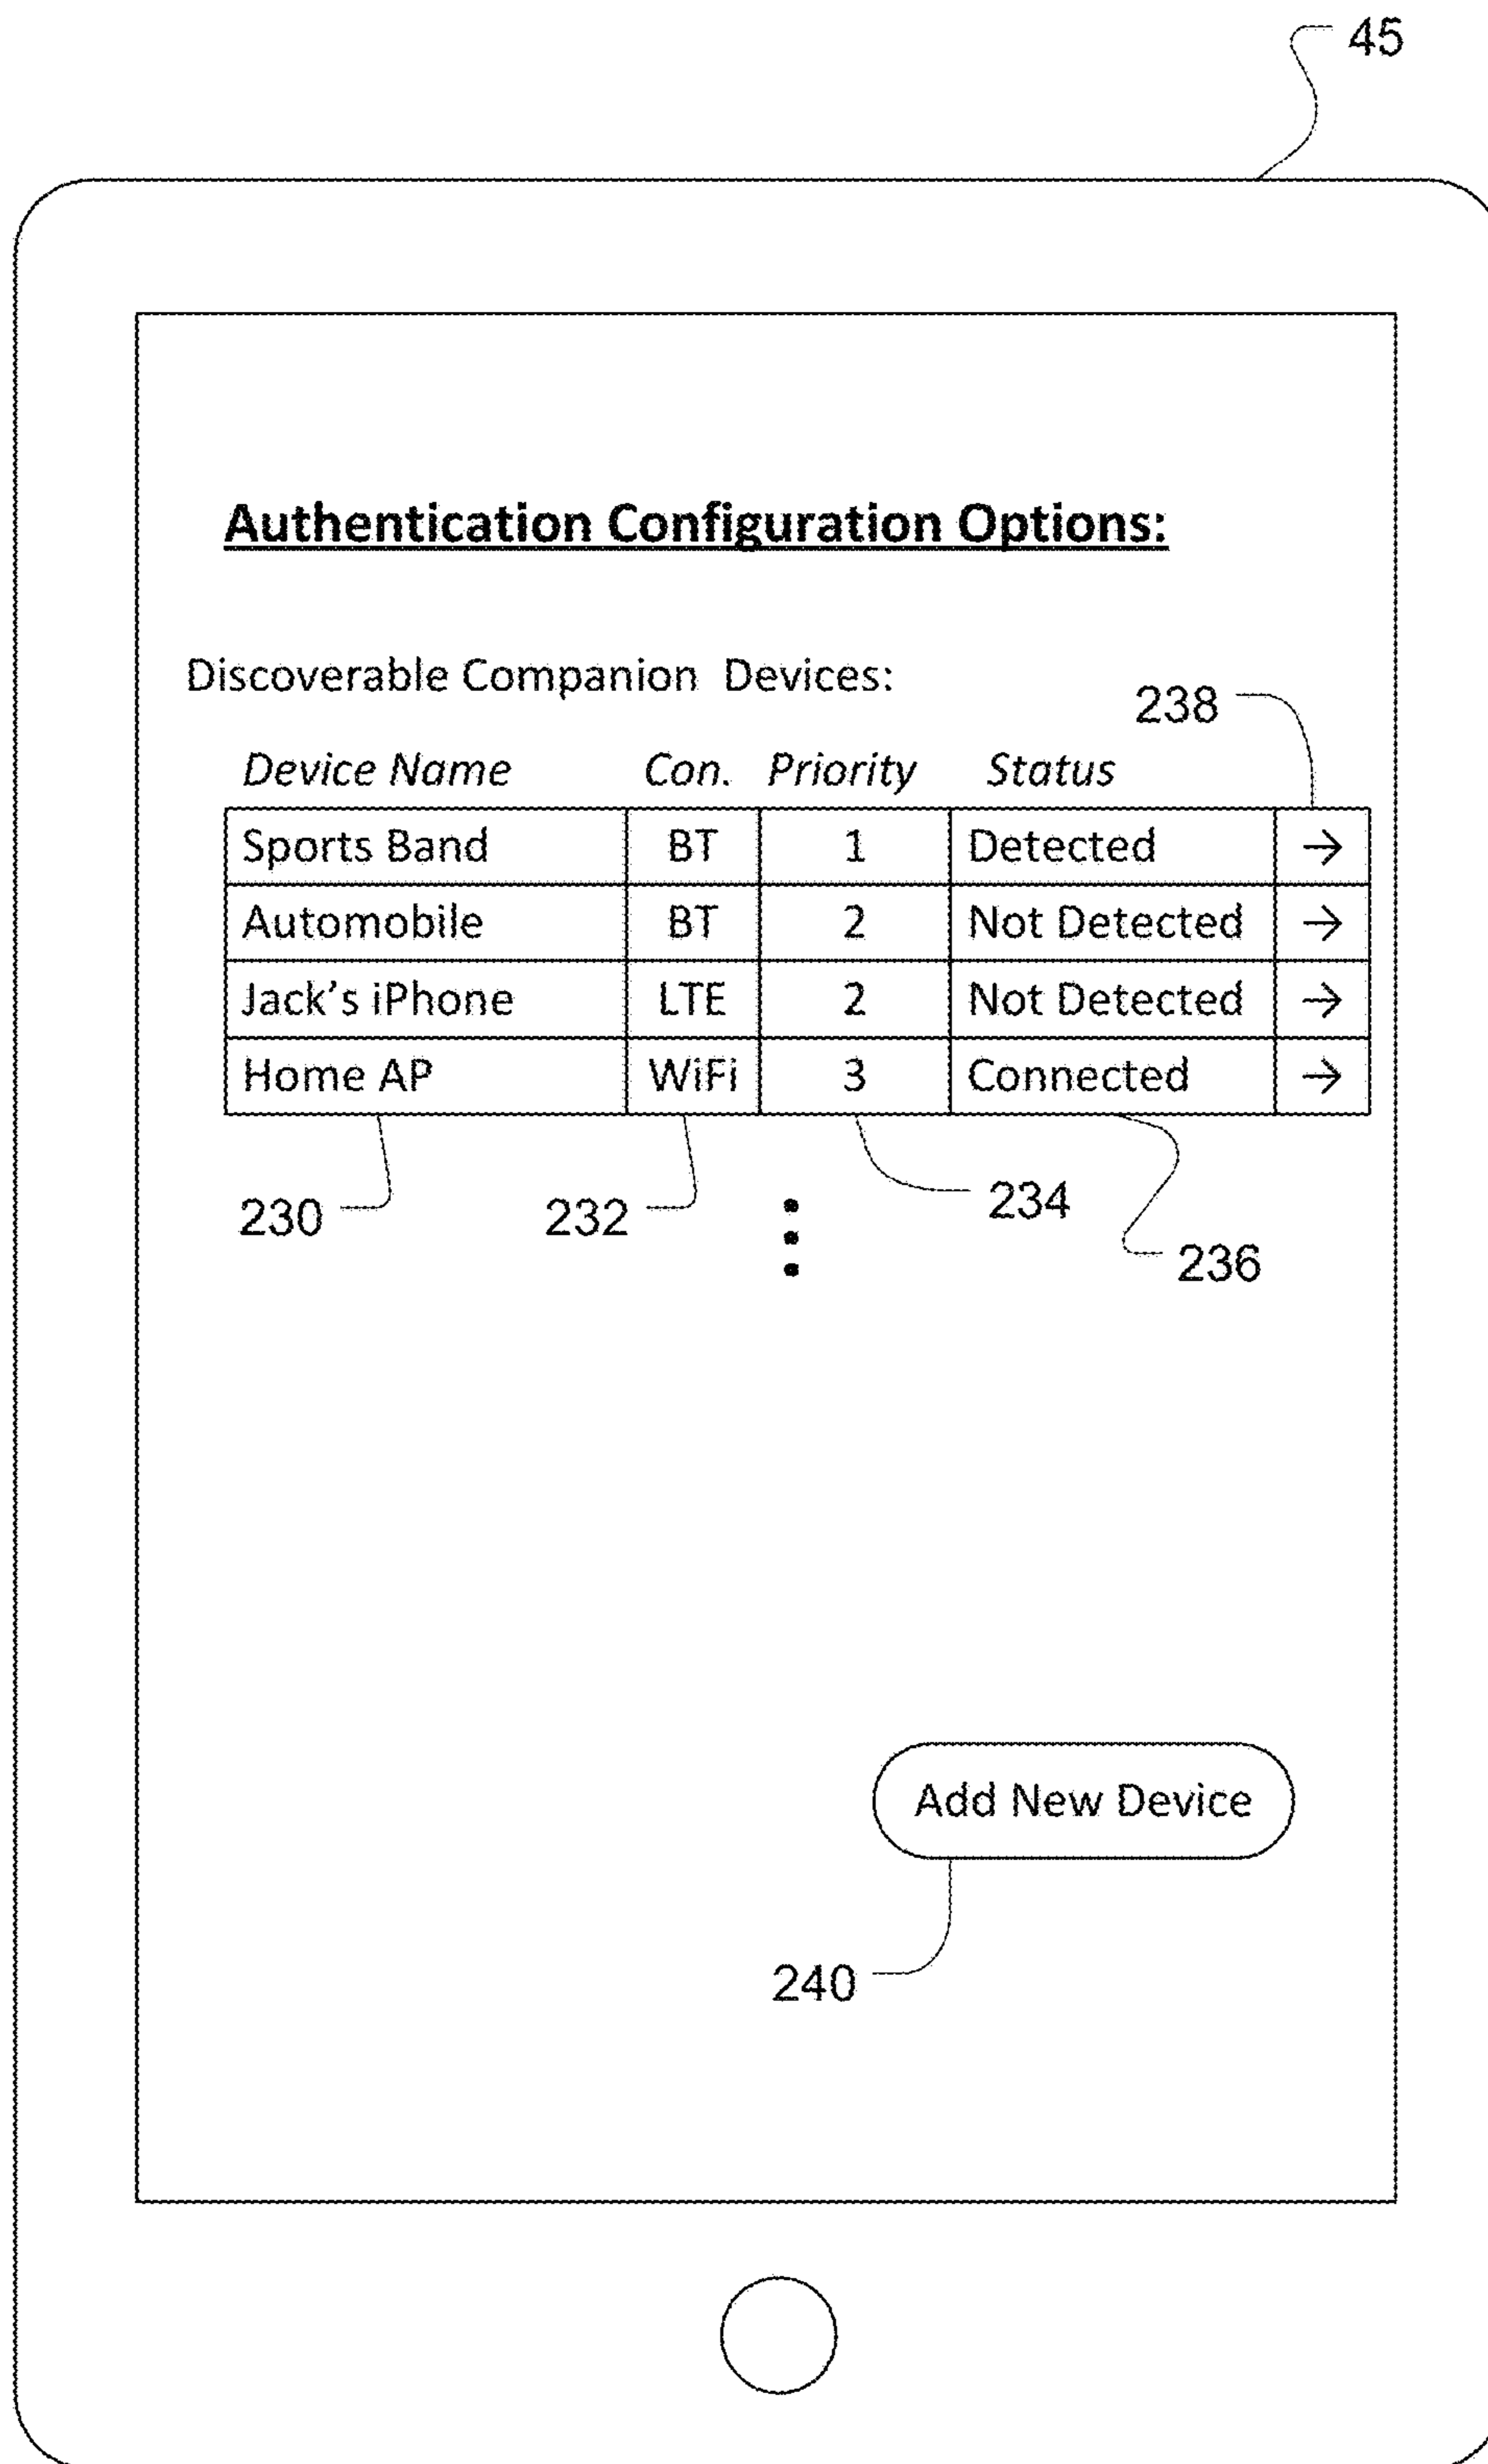 45
Authentication Configuration Options:
Discoverable Companion Devices:
238
Device Name Con. Priority Status
Sports Band BT 1 Detected →
Automobile BT 2 Not Detected →
Jack's iPhone LTE 2 Not Detected →
Home AP WiFi 3 Connected →
230 232 234
236
Add New Device
240